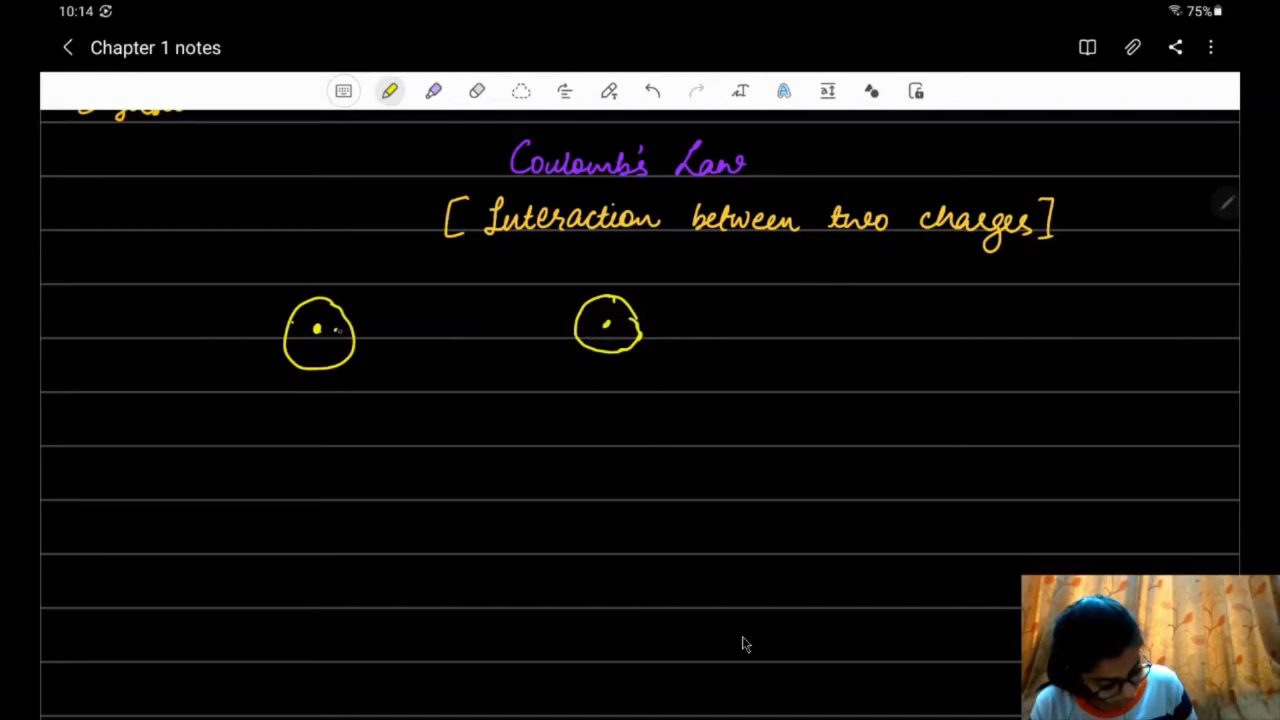 10:14
75%
Chapter 1 notes
Coulomb's Law
[ Interaction between two charges ]